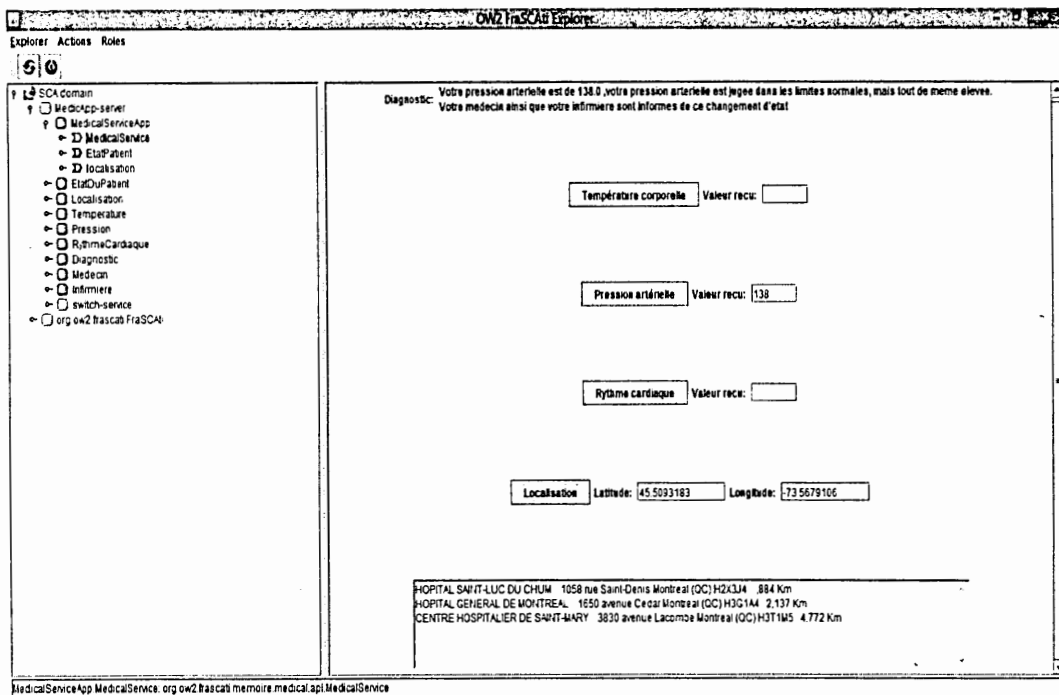 OW2 FraSCAti Explorer
Explorer Actions Roles
SCA domain
MedicApp-server
MedicalServiceApp
MedicalService
EtatPatient
localisation
EtatDuPatient
Localisation
Temperature
Pression
RythmeCardiaque
Diagnostic
Medecin
Infirmiere
switch-service
org.ow2.frascati.FraSCAti
Diagnostic: Votre pression arterielle est de 138.0 ,votre pression arterielle est jugee dans les limites normales, mais tout de meme elevee.
Votre medecin ainsi que votre infirmiere sont informes de ce changement d'etat
Température corporelle Valeur recu:
Pression artérielle Valeur recu: 138
Rythme cardiaque Valeur recu:
Localisation Latitude: 45.5093183 Longitude: -73.5679106
HOPITAL SAINT-LUC DU CHUM 1058 rue Saint-Denis Montreal (QC) H2X3J4 ,884 Km
HOPITAL GENERAL DE MONTREAL 1650 avenue Cedar Montreal (QC) H3G1A4 2,137 Km
CENTRE HOSPITALIER DE SAINT-MARY 3830 avenue Lacombe Montreal (QC) H3T1M5 4,772 Km
MedicalServiceApp.MedicalService: org.ow2.frascati.memoire.medical.api.MedicalService